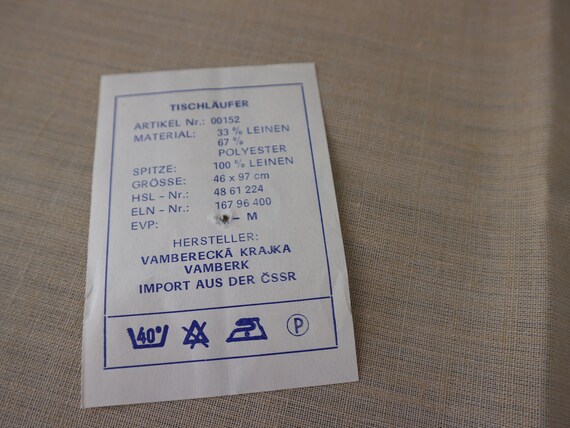 TISCHLÄUFER
ARTIKEL Nr.: 00152
MATERIAL: 33 % LEINEN
67 %
POLYESTER
SPITZE: 100 % LEINEN
GRÖSSE: 46 x 97 cm
HSL - Nr.: 48 61 224
ELN - Nr.: 167 96 400
EVP: – M
HERSTELLER:
VAMBERECKÁ KRAJKA
VAMBERK
IMPORT AUS DER ČSSR
40° P